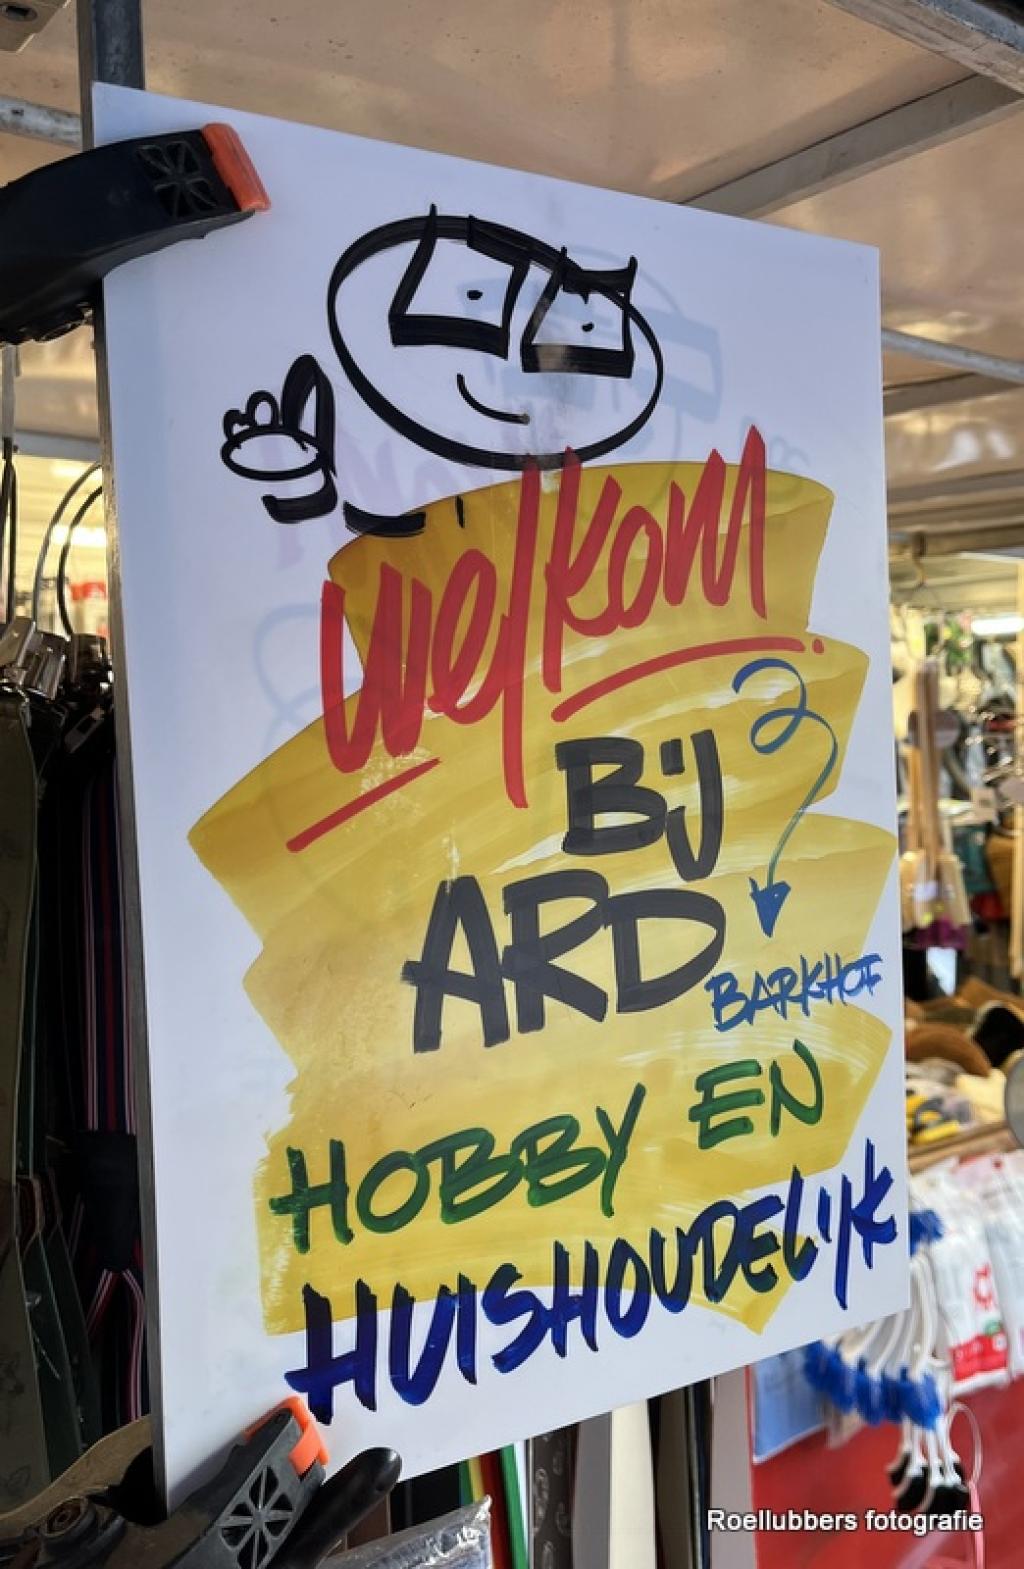 welkom
BIJ
ARD
BARKHOF
HOBBY EN
HUISHOUDELIJK
Roellubbers fotografie